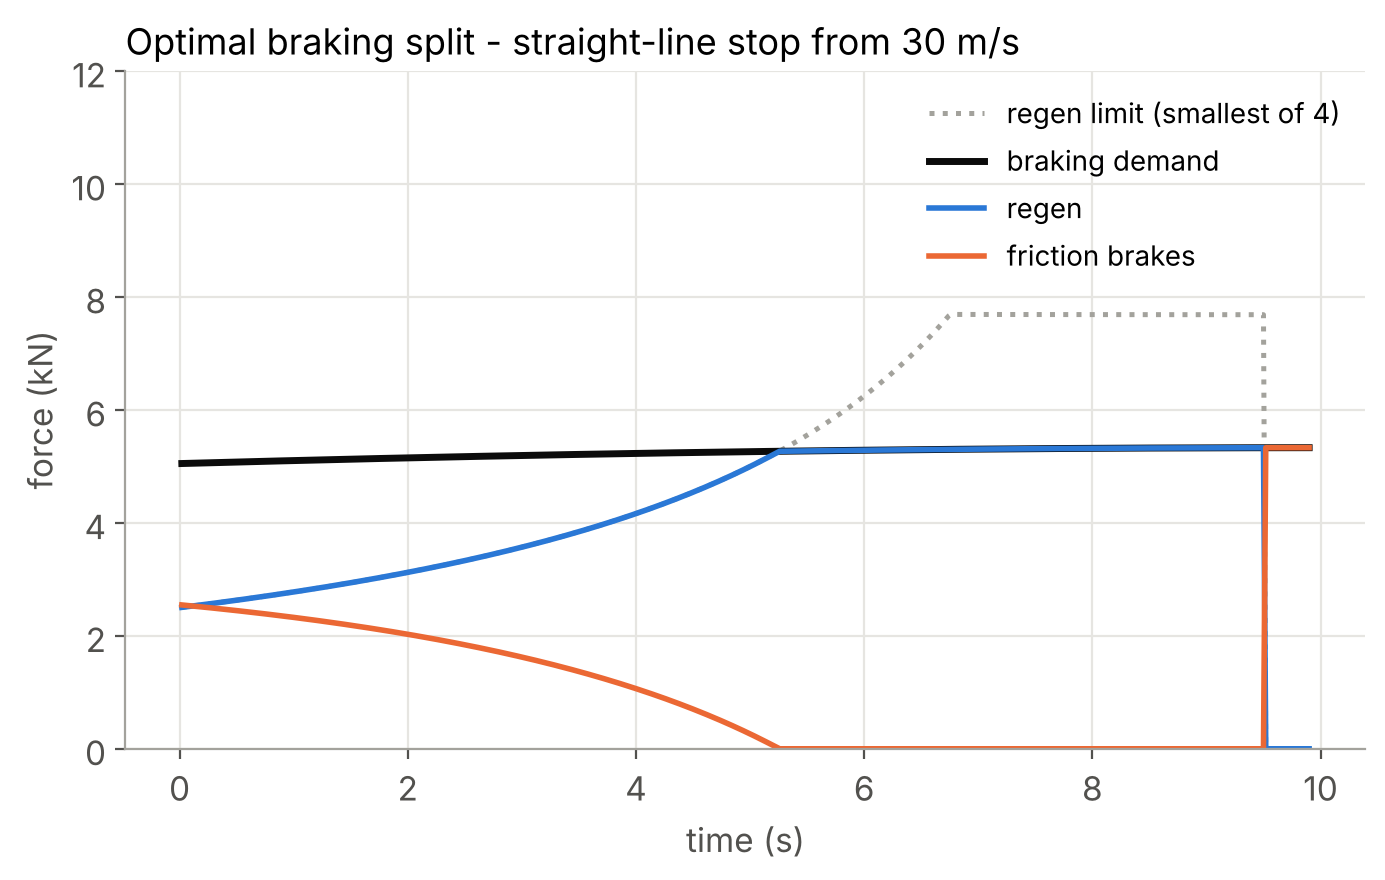 Optimal braking split - straight-line stop from 30 m/s
12
10
8
6
4
2
0
force (kN)
regen limit (smallest of 4)
braking demand
regen
friction brakes
0 2 4 6 8 10
time (s)